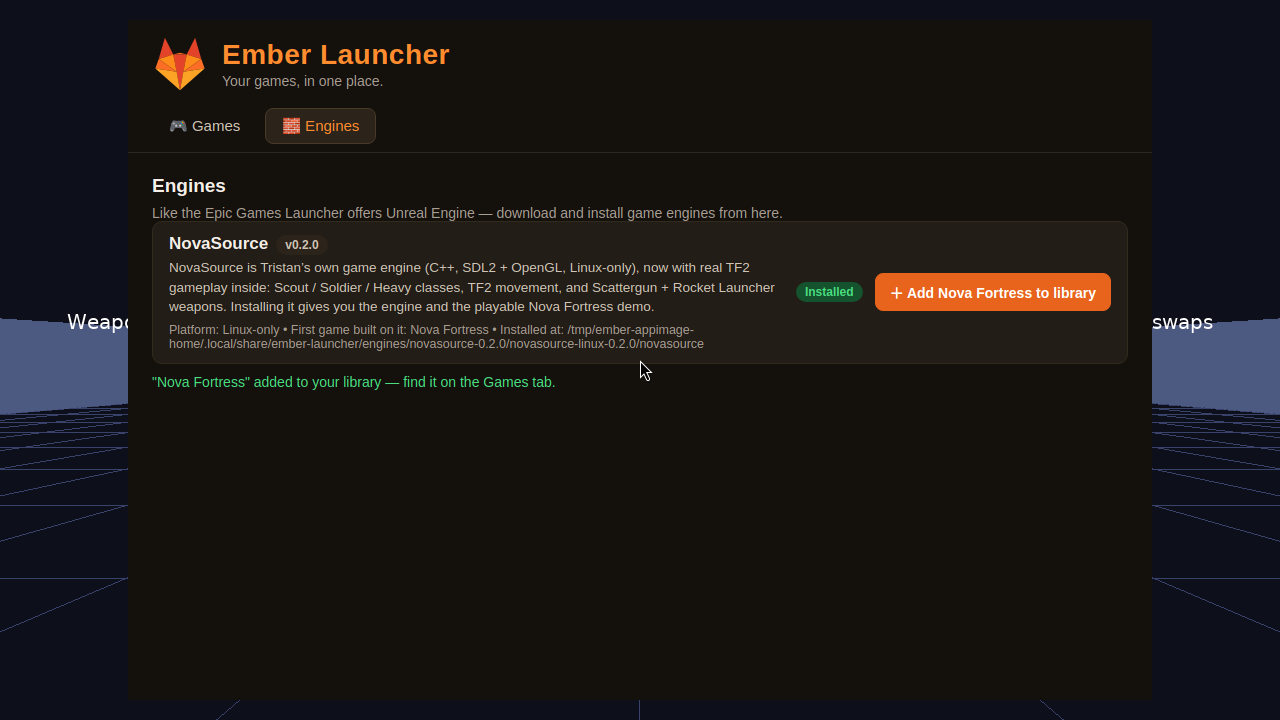 Ember Launcher
Your games, in one place.
🎮 Games
🧱 Engines
Engines
Like the Epic Games Launcher offers Unreal Engine — download and install game engines from here.
NovaSource v0.2.0
NovaSource is Tristan's own game engine (C++, SDL2 + OpenGL, Linux-only), now with real TF2
gameplay inside: Scout / Soldier / Heavy classes, TF2 movement, and Scattergun + Rocket Launcher
weapons. Installing it gives you the engine and the playable Nova Fortress demo.
Platform: Linux-only • First game built on it: Nova Fortress • Installed at: /tmp/ember-appimage-
home/.local/share/ember-launcher/engines/novasource-0.2.0/novasource-linux-0.2.0/novasource
Installed
+ Add Nova Fortress to library
"Nova Fortress" added to your library — find it on the Games tab.
swaps